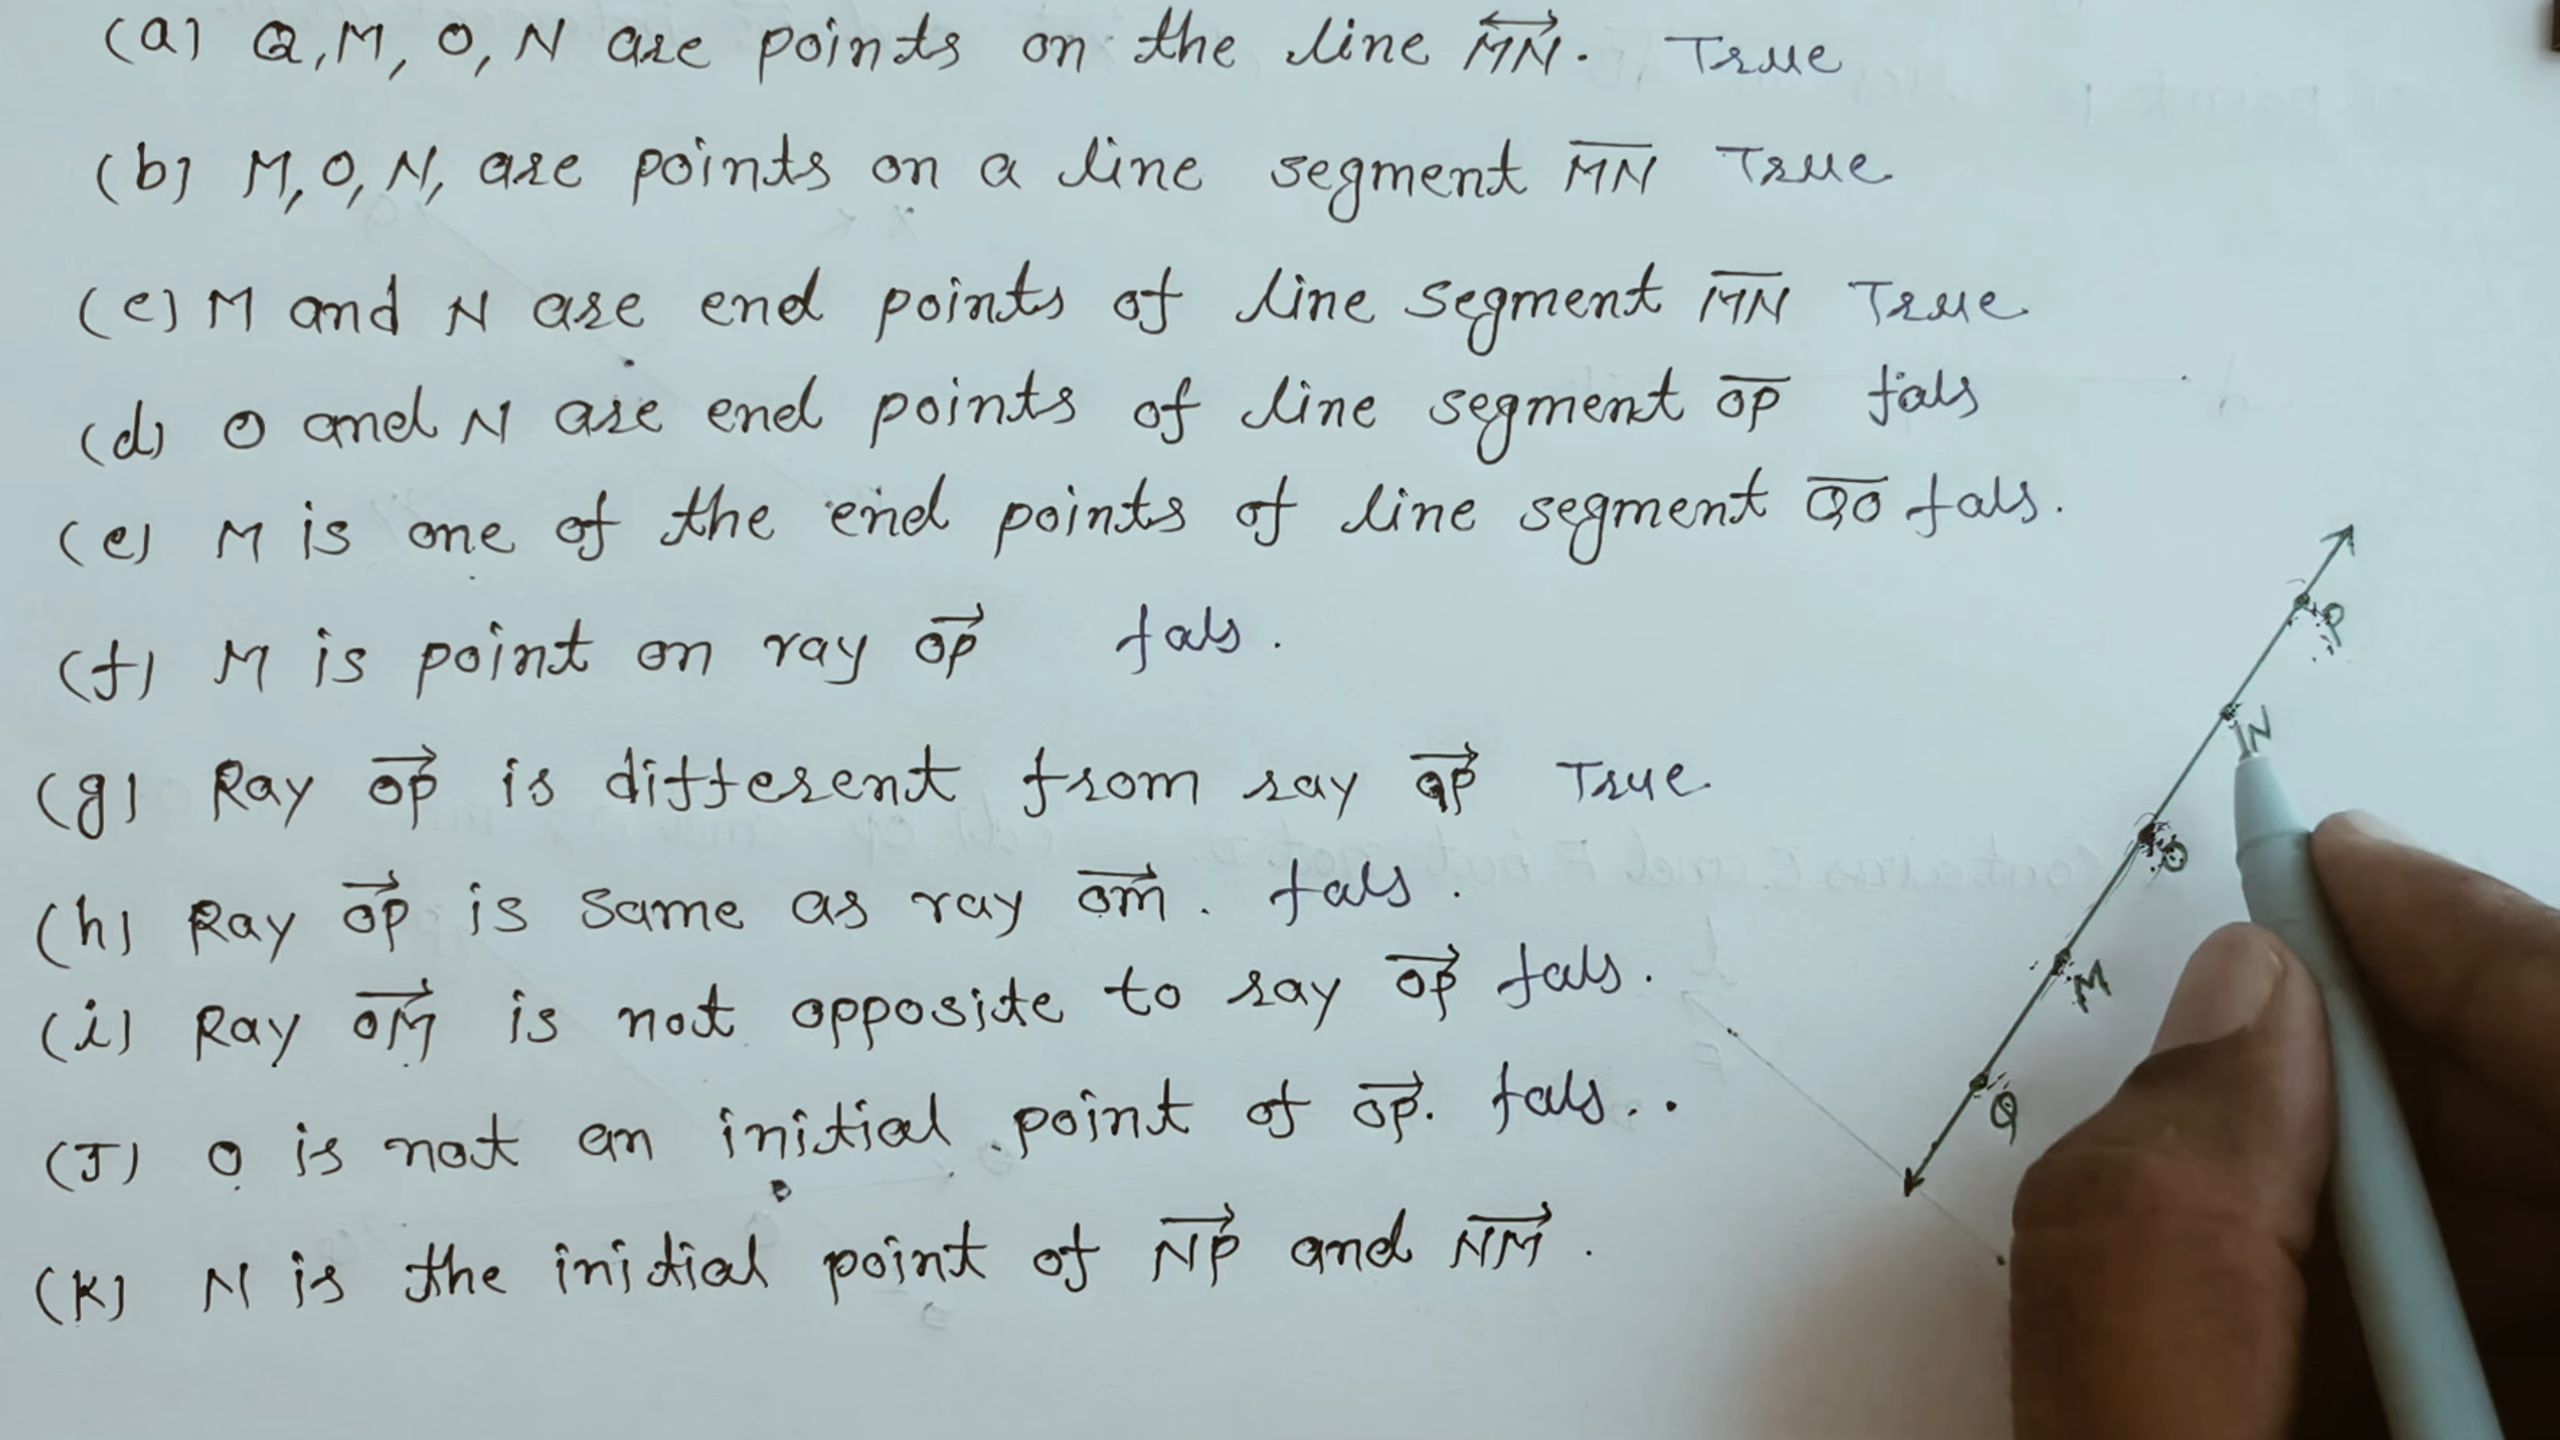 (a) Q, M, O, N are points on the line MN. True
(b) M, O, N, are points on a line segment MN True
(c) M and N are end points of line segment MN True
(d) O and N are end points of line segment OP fals
(e) M is one of the end points of line segment QO fals.
(f) M is point on ray OP fals.
(g) Ray OP is different from ray QP True
(h) Ray OP is same as ray OM. fals.
(i) Ray OM is not opposite to ray OP fals.
(J) O is not an initial point of OP. fals..
(K) N is the initial point of NP and NM.
P
N
O
M
Q